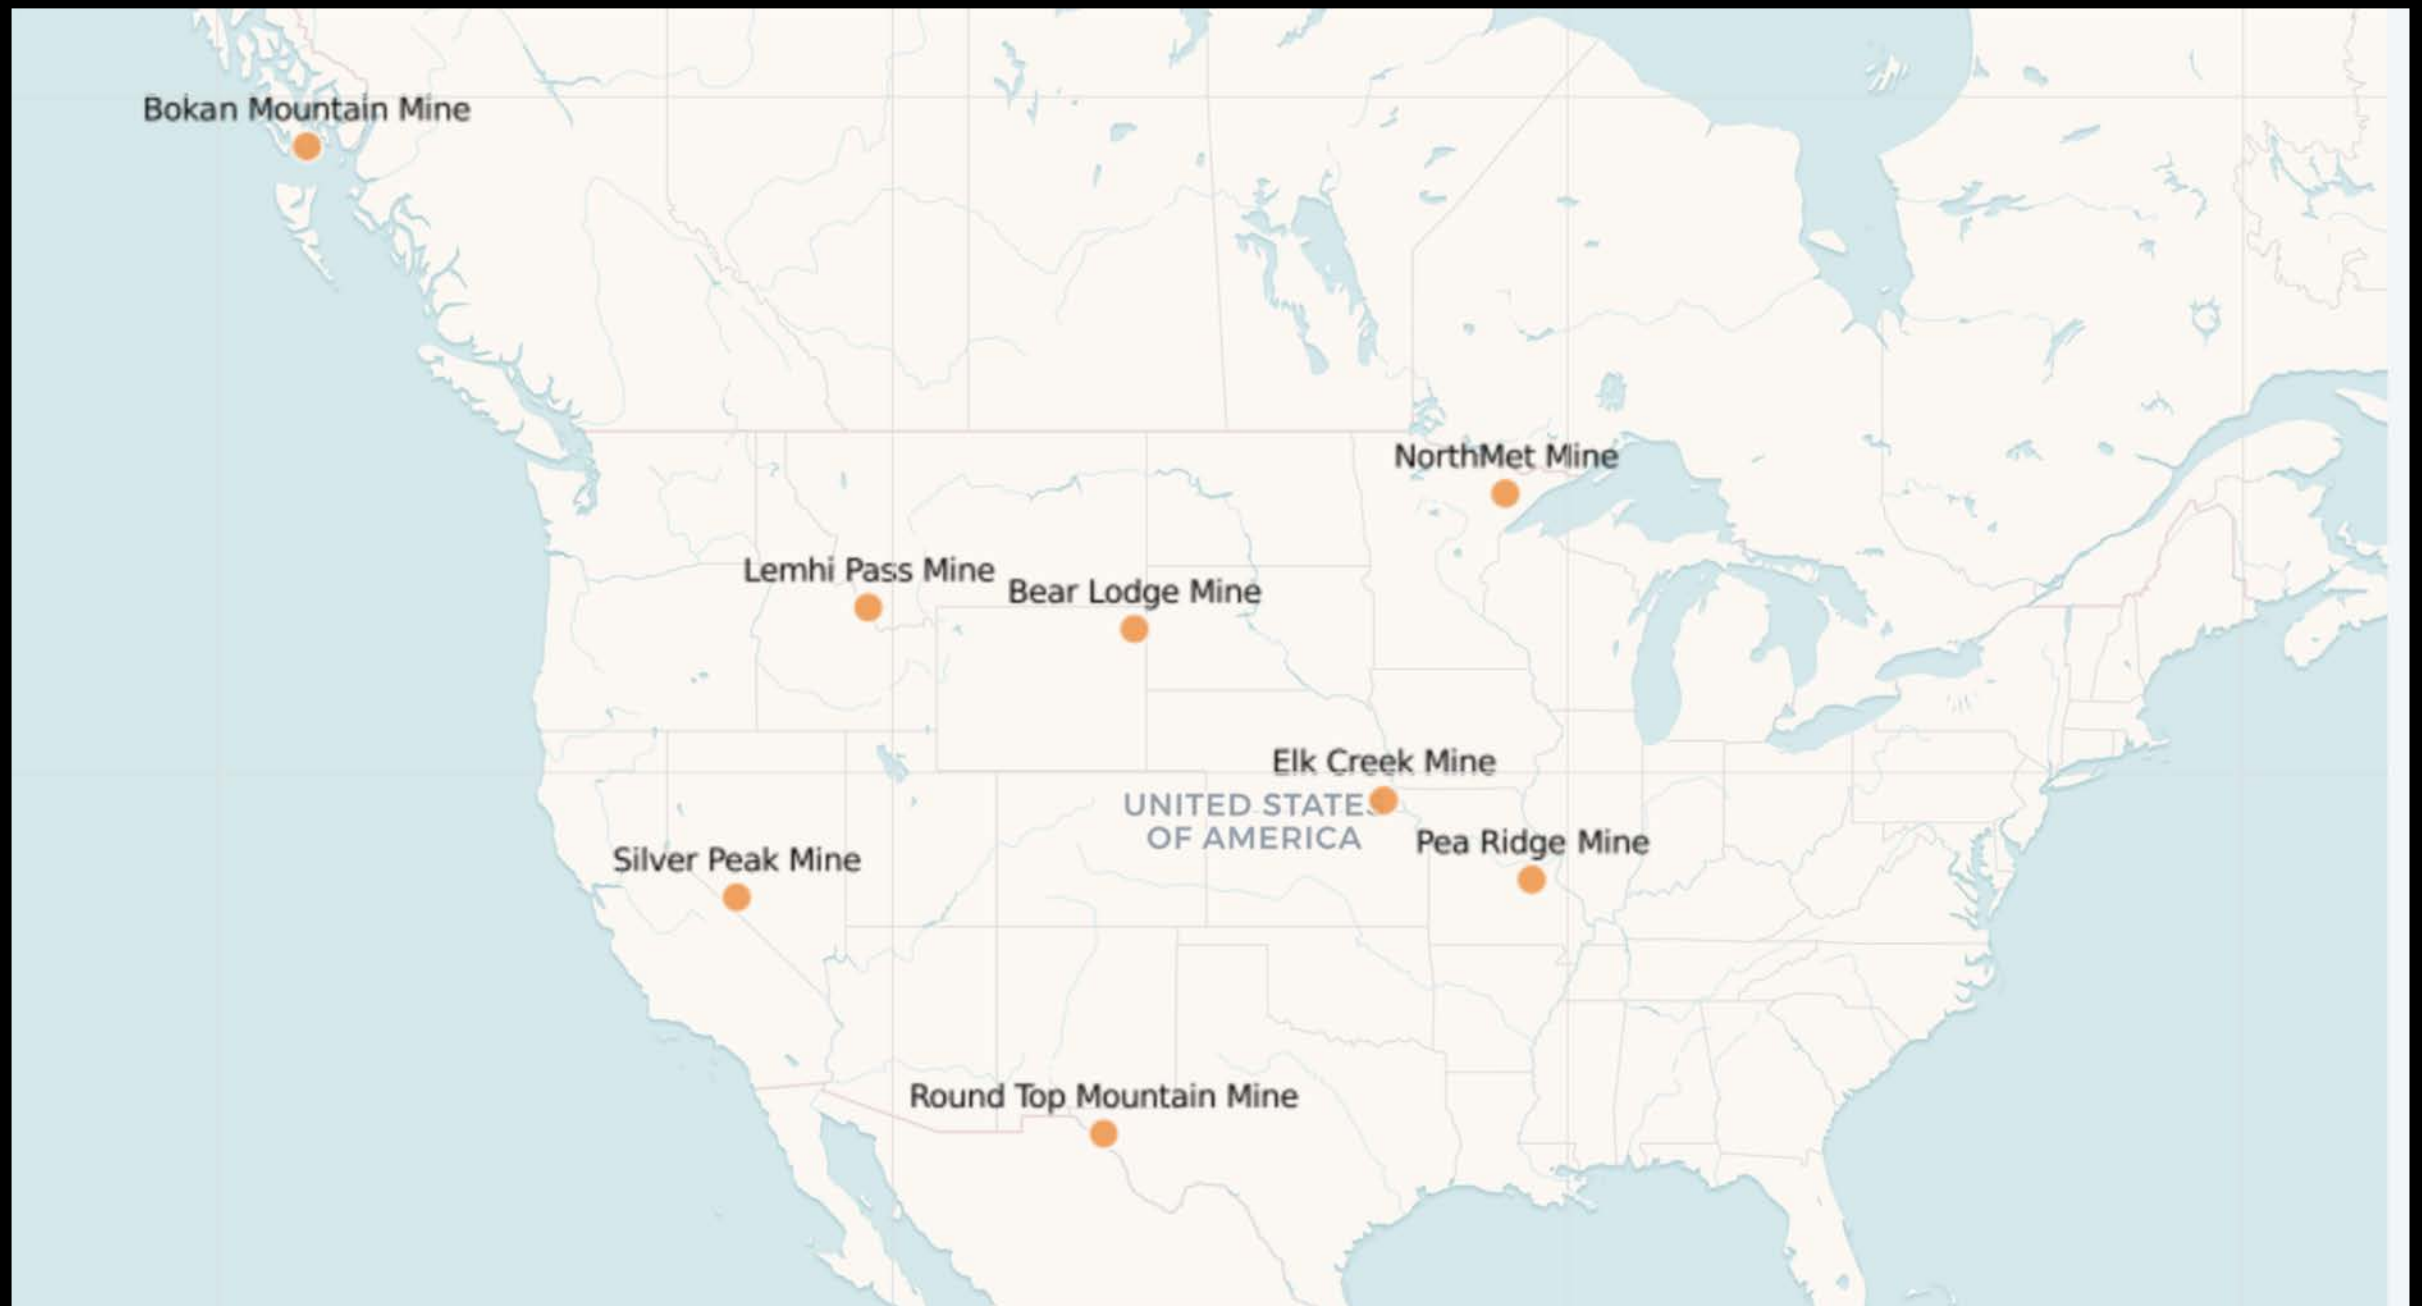 Bokan Mountain Mine
NorthMet Mine
Lemhi Pass Mine
Bear Lodge Mine
Elk Creek Mine
UNITED STATES
OF AMERICA
Pea Ridge Mine
Silver Peak Mine
Round Top Mountain Mine